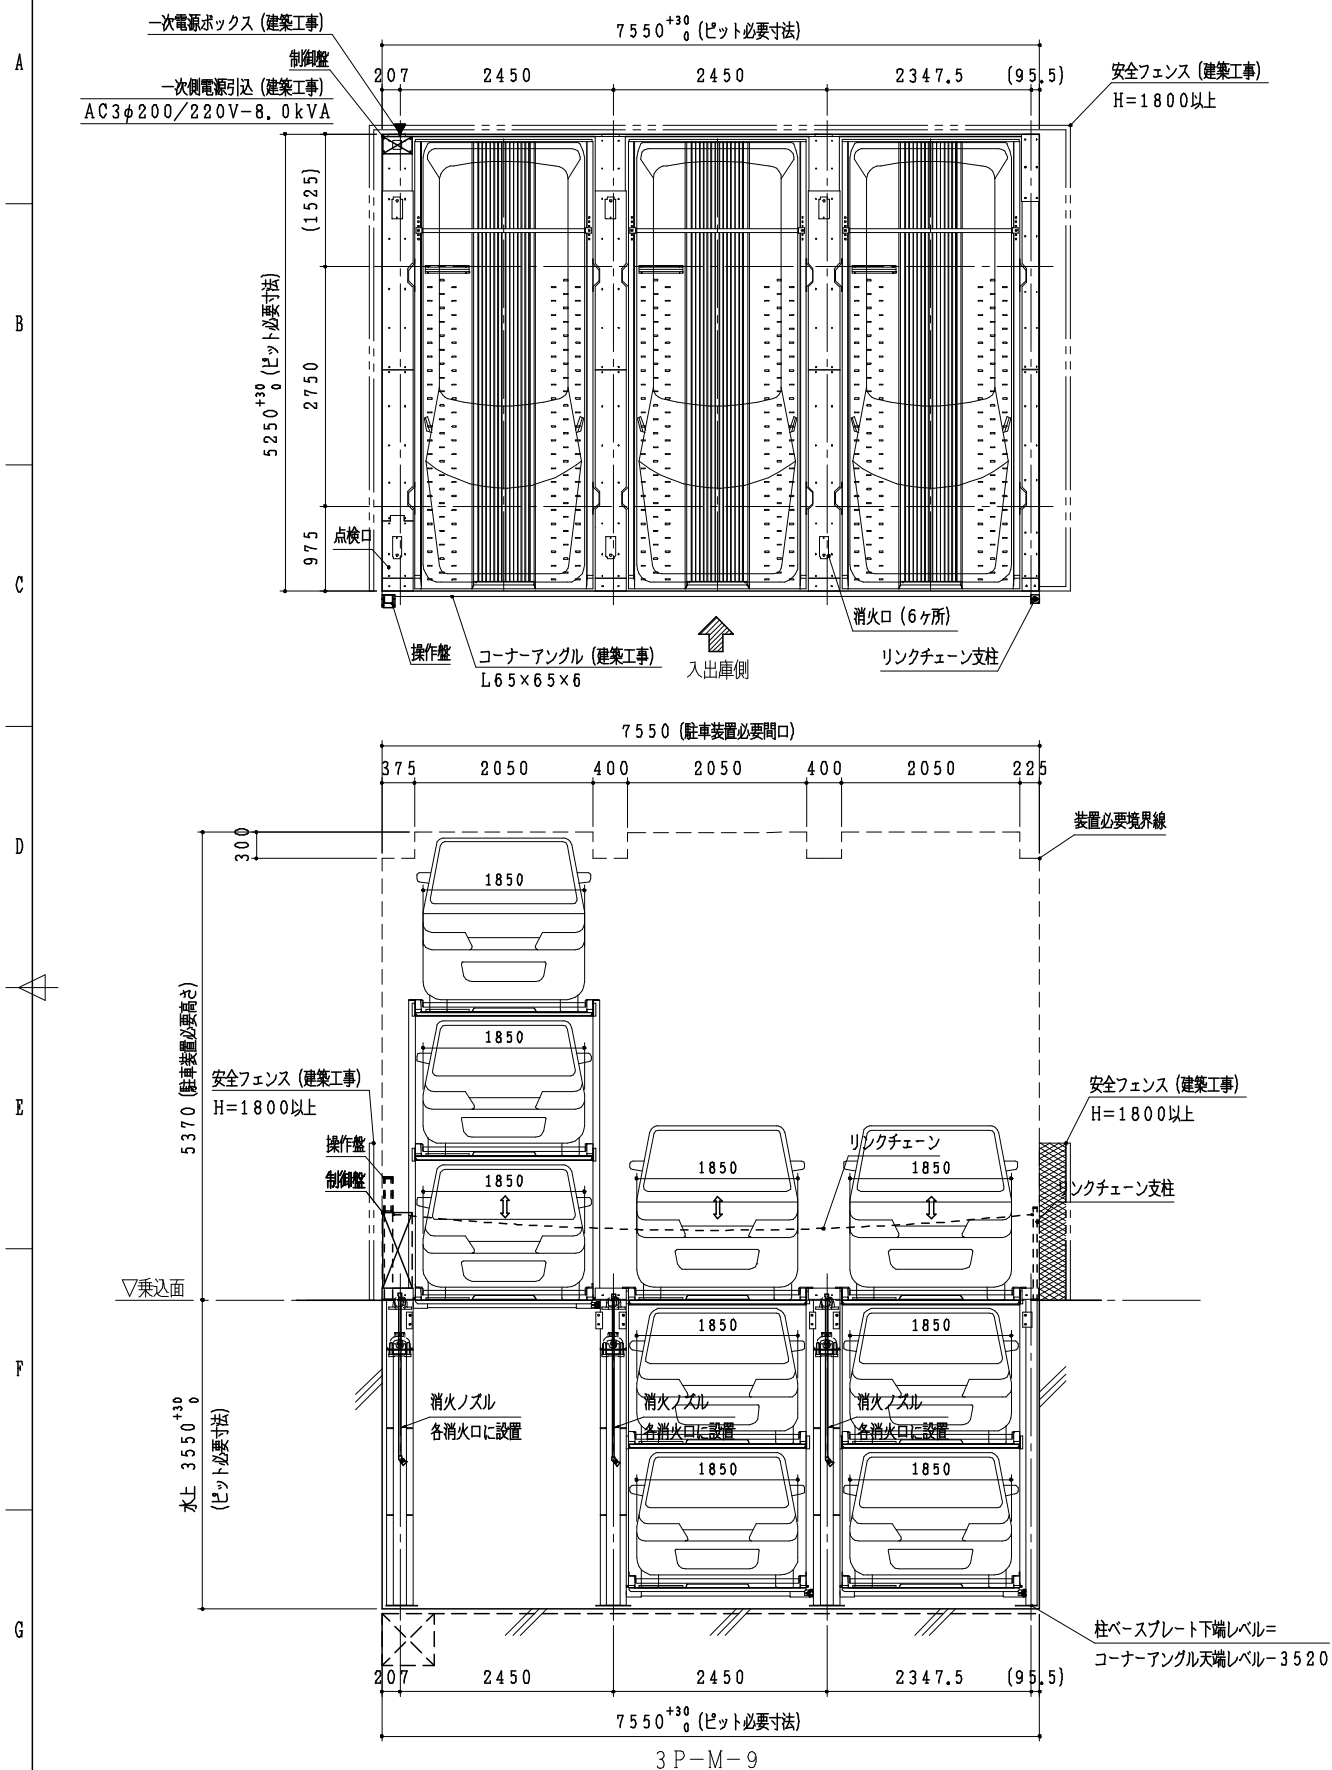 A
B
C
D
E
F
G
一次電源ボックス (建築工事)
制御盤
一次側電源引込 (建築工事)
AC3φ200/220V-8.0kVA
7550 +30 0 (ピット必要寸法)
207 2450 2450 2347.5 (95.5)
安全フェンス (建築工事)
H=1800以上
(1525)
2750
975
5250 +30 0 (ピット必要寸法)
点検口
操作盤
コーナーアングル (建築工事)
L65×65×6
入出庫側
消火口 (6ヶ所)
リンクチェーン支柱
7550 (駐車装置必要間口)
375 2050 400 2050 400 2050 225
装置必要境界線
300
5370 (駐車装置必要高さ)
1850
1850
安全フェンス (建築工事)
H=1800以上
操作盤
制御盤
1850 1850 1850
リンクチェーン
安全フェンス (建築工事)
H=1800以上
ンクチェーン支柱
▽乗込面
1850 1850
消火ノズル
各消火口に設置
消火ノズル
各消火口に設置
消火ノズル
各消火口に設置
水上 3550 +30 0
(ピット必要寸法)
1850 1850
柱ベースプレート下端レベル=
コーナーアングル天端レベル-3520
207 2450 2450 2347.5 (95.5)
7550 +30 0 (ピット必要寸法)
3P-M-9